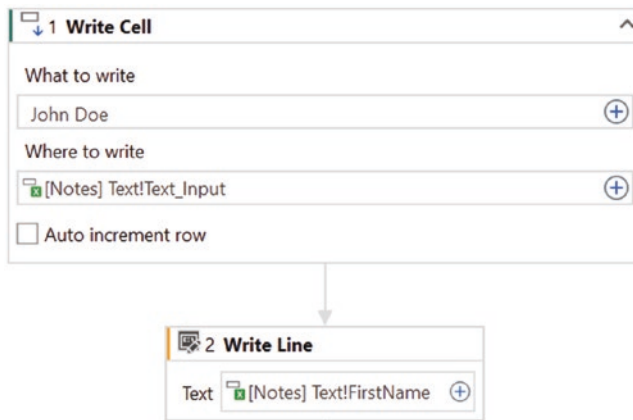 1 Write Cell
What to write
John Doe
Where to write
[Notes] Text!Text_Input
Auto increment row
2 Write Line
Text [Notes] Text!FirstName